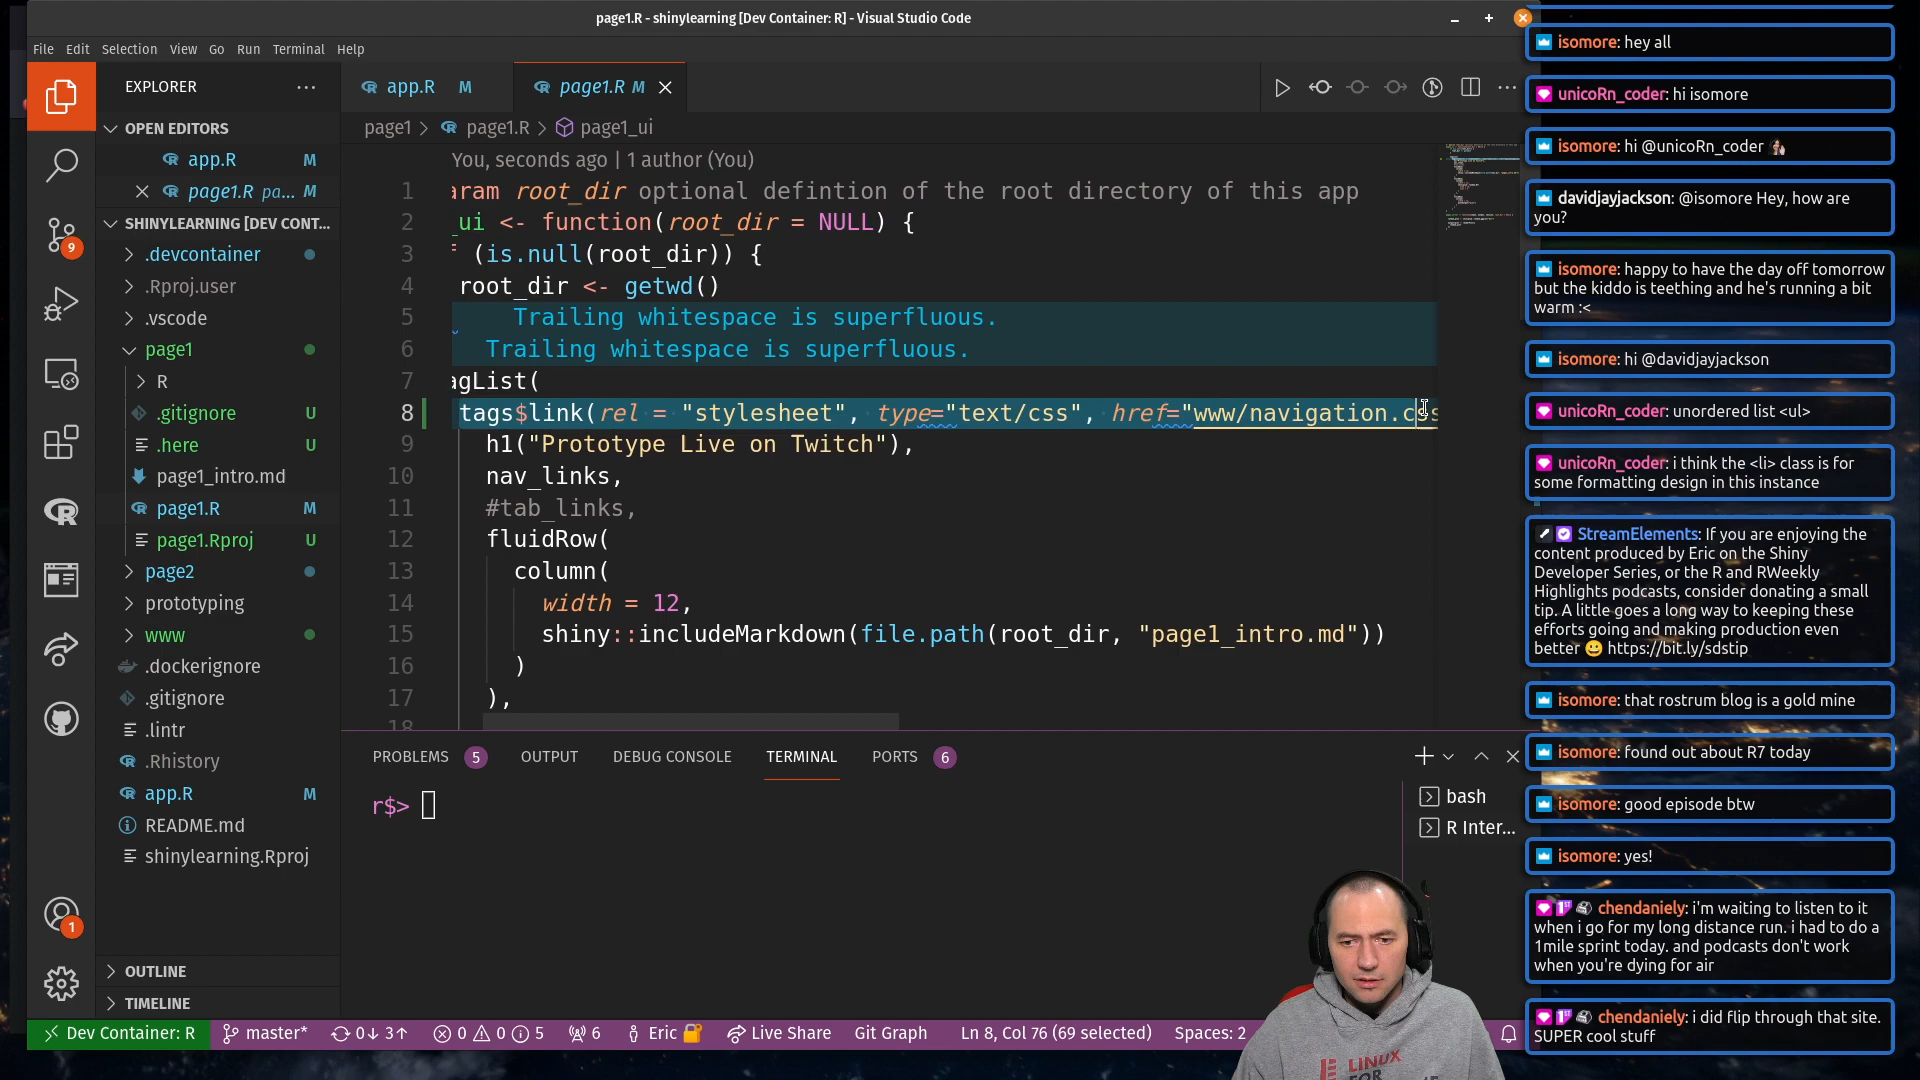 page1.R - shinylearning [Dev Container: R] - Visual Studio Code
File Edit Selection View Go Run Terminal Help
EXPLORER
OPEN EDITORS
app.R M
page1.R pa... M
SHINYLEARNING [DEV CONT...
.devcontainer
.Rproj.user
.vscode
page1
R
.gitignore U
.here U
page1_intro.md
page1.R M
page1.Rproj U
page2
prototyping
www
.dockerignore
.gitignore
.lintr
.Rhistory
app.R M
README.md
shinylearning.Rproj
OUTLINE
TIMELINE
9
1
app.R M
page1.R M
page1 > page1.R > page1_ui
You, seconds ago | 1 author (You)
1 aram root_dir optional defintion of the root directory of this app
2 _ui <- function(root_dir = NULL) {
3 f (is.null(root_dir)) {
4 root_dir <- getwd()
5 Trailing whitespace is superfluous.
6 Trailing whitespace is superfluous.
7 agList(
8 tags$link(rel = "stylesheet", type="text/css", href="www/navigation.css
9 h1("Prototype Live on Twitch"),
10 nav_links,
11 #tab_links,
12 fluidRow(
13 column(
14 width = 12,
15 shiny::includeMarkdown(file.path(root_dir, "page1_intro.md"))
16 )
17 ),
18
PROBLEMS 5 OUTPUT DEBUG CONSOLE TERMINAL PORTS 6
r$>
bash
R Inter...
Dev Container: R master* 0↓ 3↑ 0 0 5 6 Eric Live Share Git Graph Ln 8, Col 76 (69 selected) Spaces: 2
LINUX
FOR
isomore: hey all
unicoRn_coder: hi isomore
isomore: hi @unicoRn_coder
davidjayjackson: @isomore Hey, how are
you?
isomore: happy to have the day off tomorrow
but the kiddo is teething and he's running a bit
warm :<
isomore: hi @davidjayjackson
unicoRn_coder: unordered list <ul>
unicoRn_coder: i think the <li> class is for
some formatting design in this instance
StreamElements: If you are enjoying the
content produced by Eric on the Shiny
Developer Series, or the R and RWeekly
Highlights podcasts, consider donating a small
tip. A little goes a long way to keeping these
efforts going and making production even
better 😀 https://bit.ly/sdstip
isomore: that rostrum blog is a gold mine
isomore: found out about R7 today
isomore: good episode btw
isomore: yes!
chendaniely: i'm waiting to listen to it
when i go for my long distance run. i had to do a
1mile sprint today. and podcasts don't work
when you're dying for air
chendaniely: i did flip through that site.
SUPER cool stuff